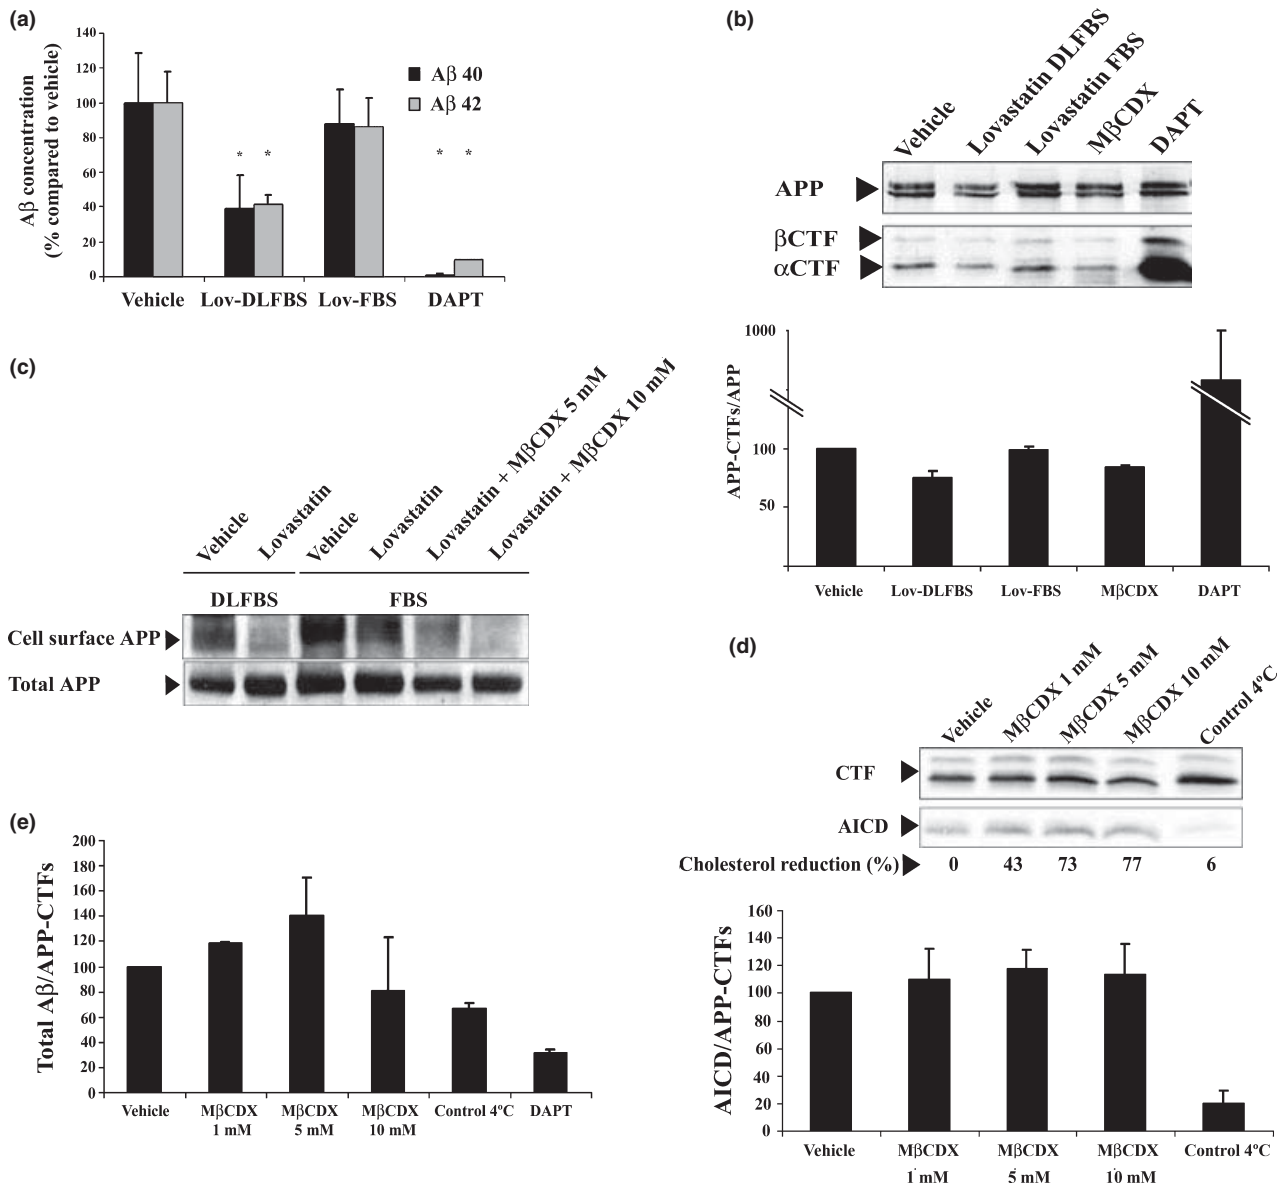 (a)
Aβ concentration
(% compared to vehicle)
140
120
100
80
60
40
20
0
Aβ 40
Aβ 42
* *
* *
Vehicle Lov-DLFBS Lov-FBS DAPT
(b)
Vehicle
Lovastatin DLFBS
Lovastatin FBS
MβCDX
DAPT
APP
βCTF
αCTF
APP-CTFs/APP
1000
100
50
Vehicle Lov-DLFBS Lov-FBS MβCDX DAPT
(c)
Vehicle
Lovastatin
Vehicle
Lovastatin
Lovastatin + MβCDX 5 mM
Lovastatin + MβCDX 10 mM
DLFBS FBS
Cell surface APP
Total APP
(d)
Vehicle
MβCDX 1 mM
MβCDX 5 mM
MβCDX 10 mM
Control 4ºC
CTF
AICD
Cholesterol reduction (%) 0 43 73 77 6
AICD/APP-CTFs
160
140
120
100
80
60
40
20
0
Vehicle MβCDX MβCDX MβCDX Control 4ºC
1 mM 5 mM 10 mM
(e)
Total Aβ/APP-CTFs
200
180
160
140
120
100
80
60
40
20
0
Vehicle MβCDX MβCDX MβCDX Control 4ºC DAPT
1 mM 5 mM 10 mM